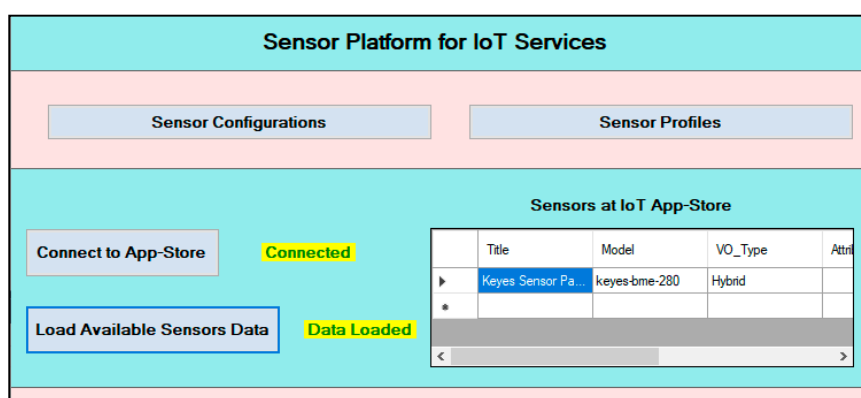 Sensor Platform for IoT Services
Sensor Configurations
Sensor Profiles
Sensors at IoT App-Store
Connect to App-Store
Connected
Title Model VO_Type Attri
Keyes Sensor Pa... keyes-bme-280 Hybrid
Load Available Sensors Data
Data Loaded